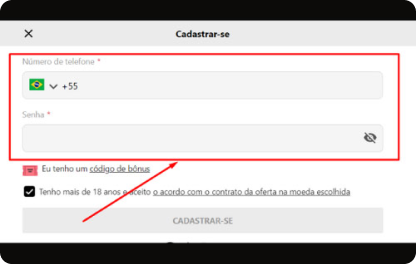 Cadastrar-se
Número de telefone *
+55
Senha *
Eu tenho um código de bônus
Tenho mais de 18 anos e aceito o acordo com o contrato da oferta na moeda escolhida
CADASTRAR-SE